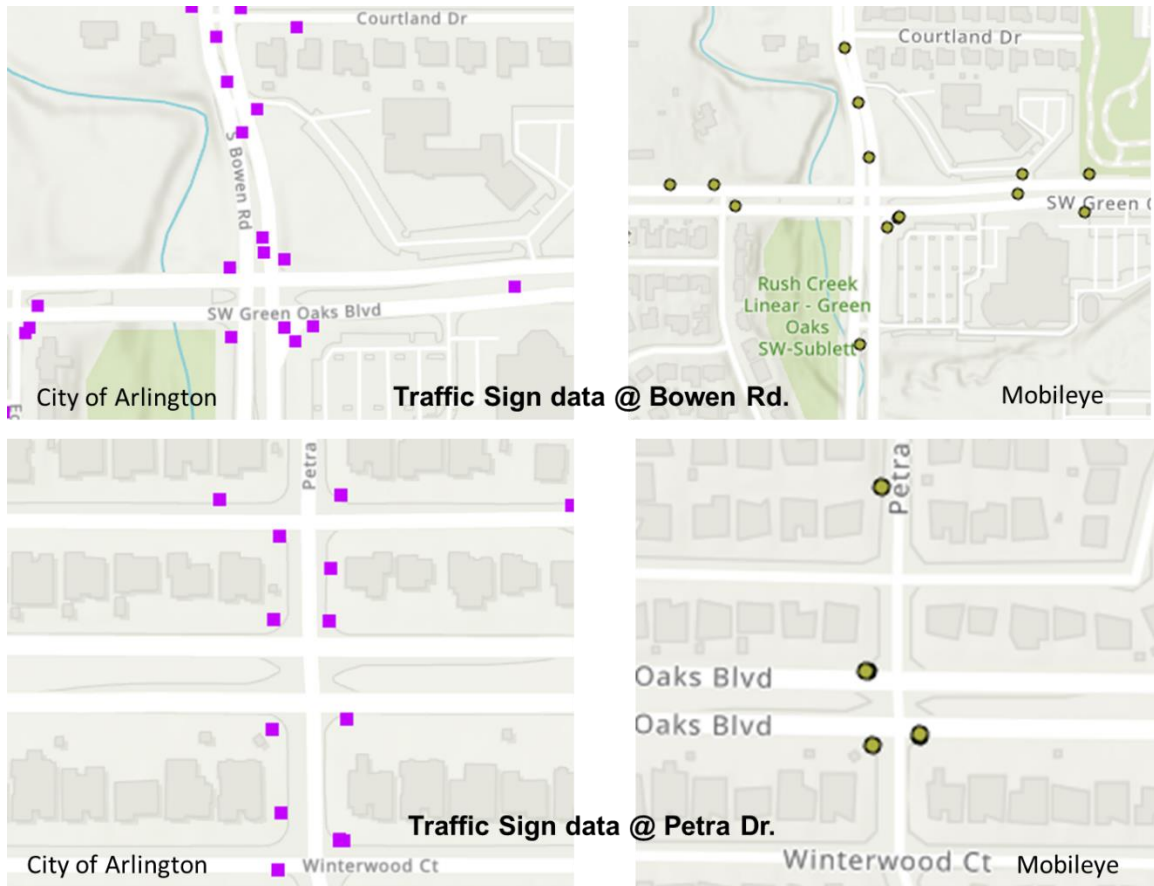 Courtland Dr
S Bowen Rd
SW Green Oaks Blvd
City of Arlington
Courtland Dr
SW Green
Rush Creek
Linear - Green
Oaks
SW-Sublett
Traffic Sign data @ Bowen Rd.
Mobileye
Petra
Winterwood Ct
City of Arlington
Petra
Oaks Blvd
Oaks Blvd
Traffic Sign data @ Petra Dr.
Winterwood Ct
Mobileye